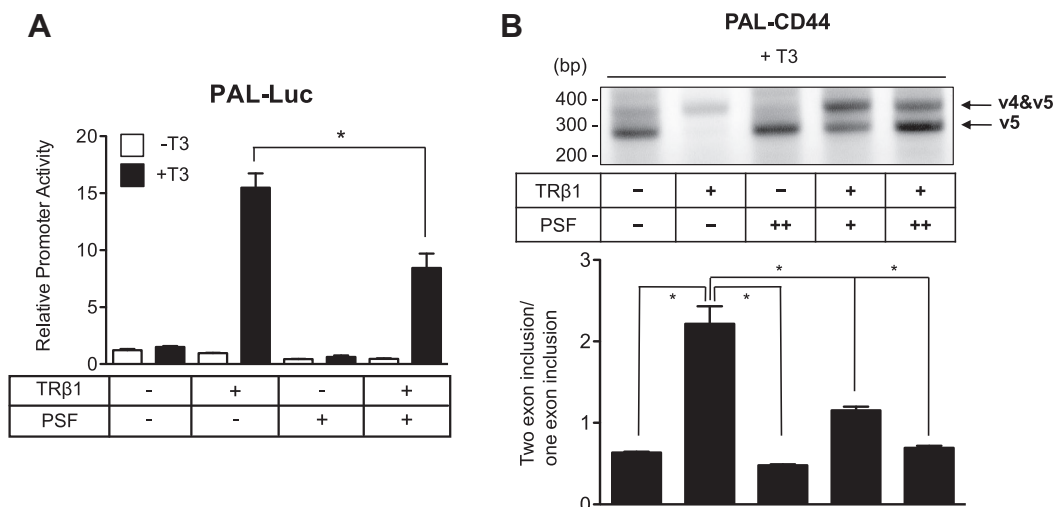 A
PAL-Luc
Relative Promoter Activity
20
15
10
5
0
-T3
+T3
*
TRβ1 - + - +
PSF - - + +
B
PAL-CD44
+ T3
(bp)
400 -
300 -
200 -
v4&v5
v5
TRβ1 – + – + +
PSF – – ++ + ++
Two exon inclusion/
one exon inclusion
3
2
1
0
* * * *